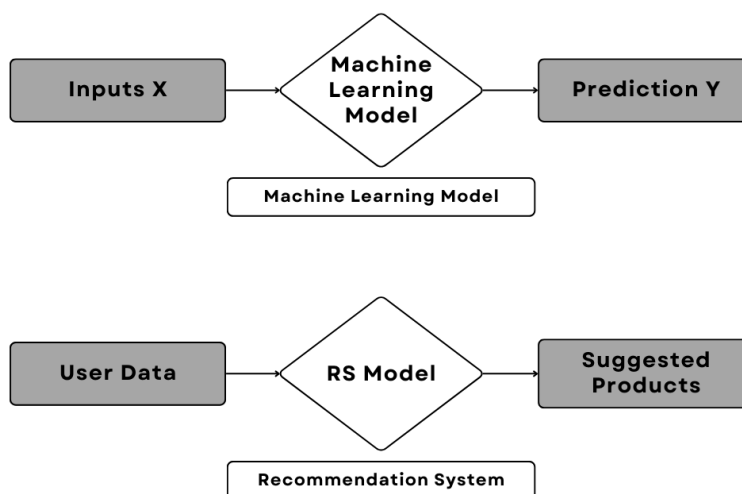 Inputs X
Machine
Learning
Model
Prediction Y
Machine Learning Model
User Data
RS Model
Suggested
Products
Recommendation System